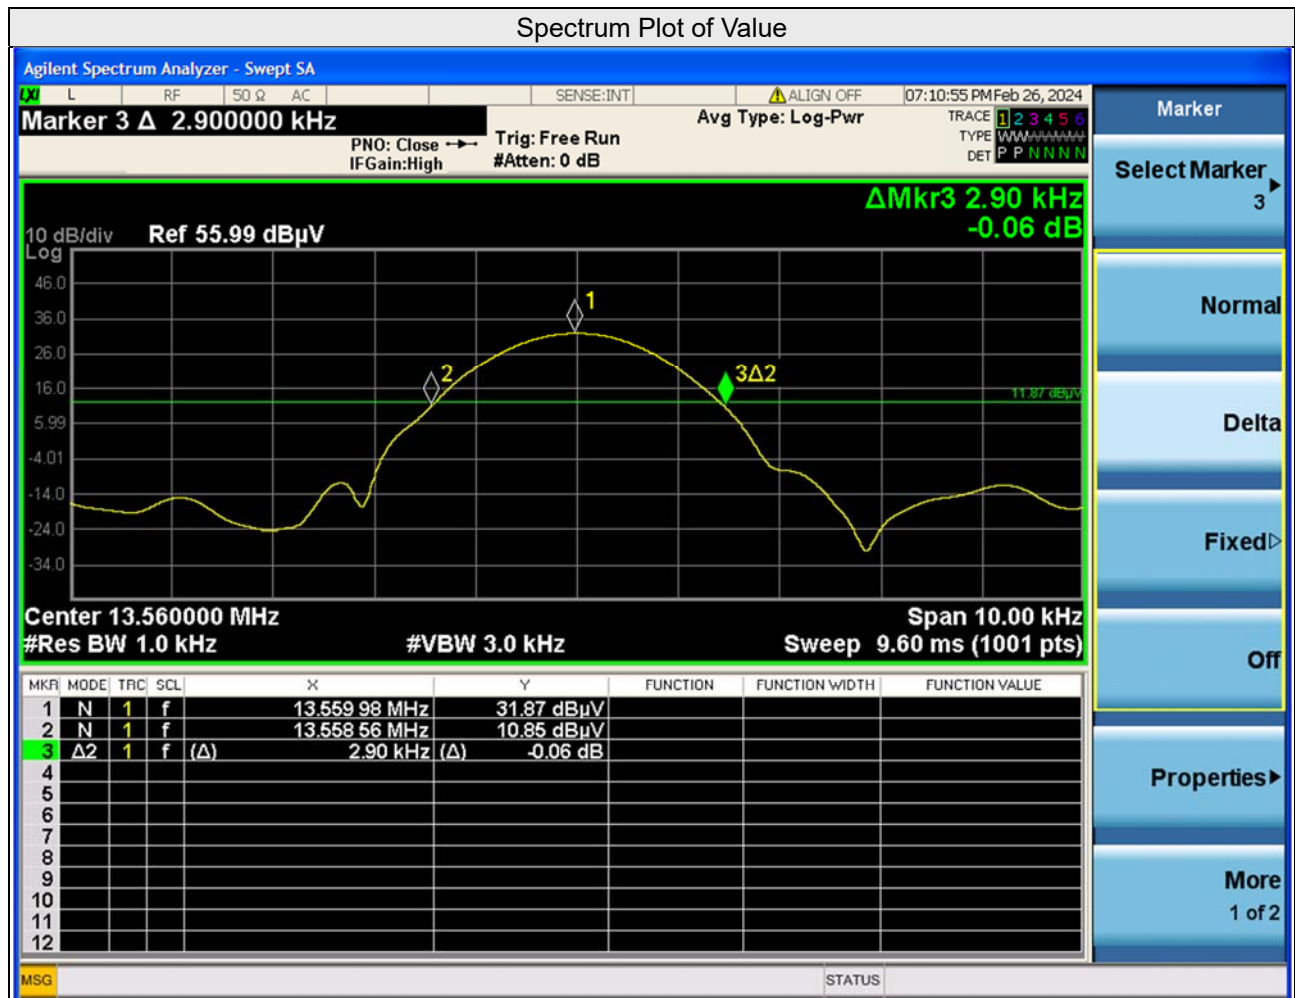 Spectrum Plot of Value
Agilent Spectrum Analyzer - Swept SA
LXI L RF 50 Ω AC SENSE:INT ALIGN OFF 07:10:55 PM Feb 26, 2024
Marker 3 Δ 2.900000 kHz
PNO: Close
IFGain:High
Trig: Free Run
#Atten: 0 dB
Avg Type: Log-Pwr
TRACE 1 2 3 4 5 6
TYPE WWWWWW
DET P P N N N N
ΔMkr3 2.90 kHz
-0.06 dB
10 dB/div Ref 55.99 dBµV
Log
46.0
36.0
26.0
16.0
5.99
-4.01
-14.0
-24.0
-34.0
1
2
3Δ2
11.87 dBµV
Center 13.560000 MHz Span 10.00 kHz
#Res BW 1.0 kHz #VBW 3.0 kHz Sweep 9.60 ms (1001 pts)
MKR MODE TRC SCL X Y FUNCTION FUNCTION WIDTH FUNCTION VALUE
1 N 1 f 13.559 98 MHz 31.87 dBµV
2 N 1 f 13.558 56 MHz 10.85 dBµV
3 Δ2 1 f (Δ) 2.90 kHz (Δ) -0.06 dB
4
5
6
7
8
9
10
11
12
MSG STATUS
Marker
Select Marker
3
Normal
Delta
Fixed
Off
Properties
More
1 of 2